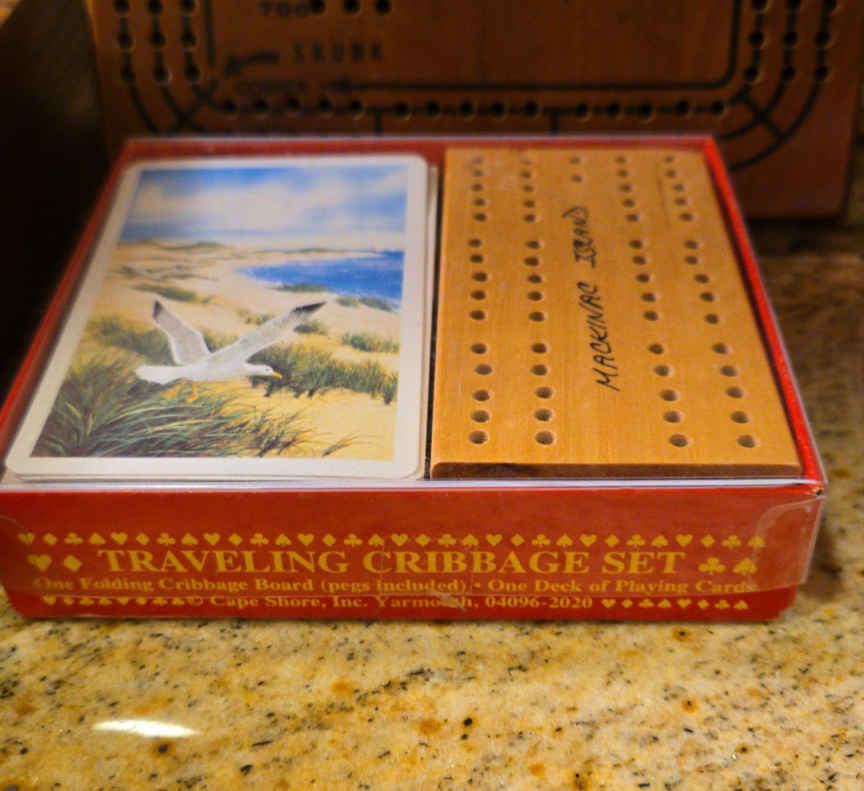 SKUNK
MACKINAC ISLAND
TRAVELING CRIBBAGE SET
One Folding Cribbage Board (pegs included) • One Deck of Playing Cards
© Cape Shore, Inc. Yarmouth, 04096-2020